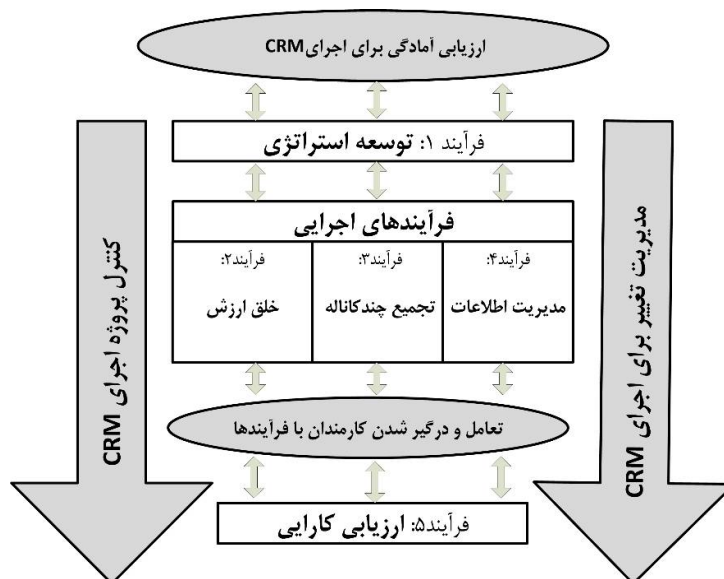 ارزیابی آمادگی برای اجرای CRM
فرآیند ۱: توسعه استراتژی
فرآیندهای اجرایی
فرآیند۴:
مدیریت اطلاعات
فرآیند۳:
تجمیع چندکاناله
فرآیند۲:
خلق ارزش
تعامل و درگیر شدن کارمندان با فرآیندها
فرآیند۵: ارزیابی کارایی
مدیریت تغییر برای اجرای CRM
کنترل پروژه اجرای CRM